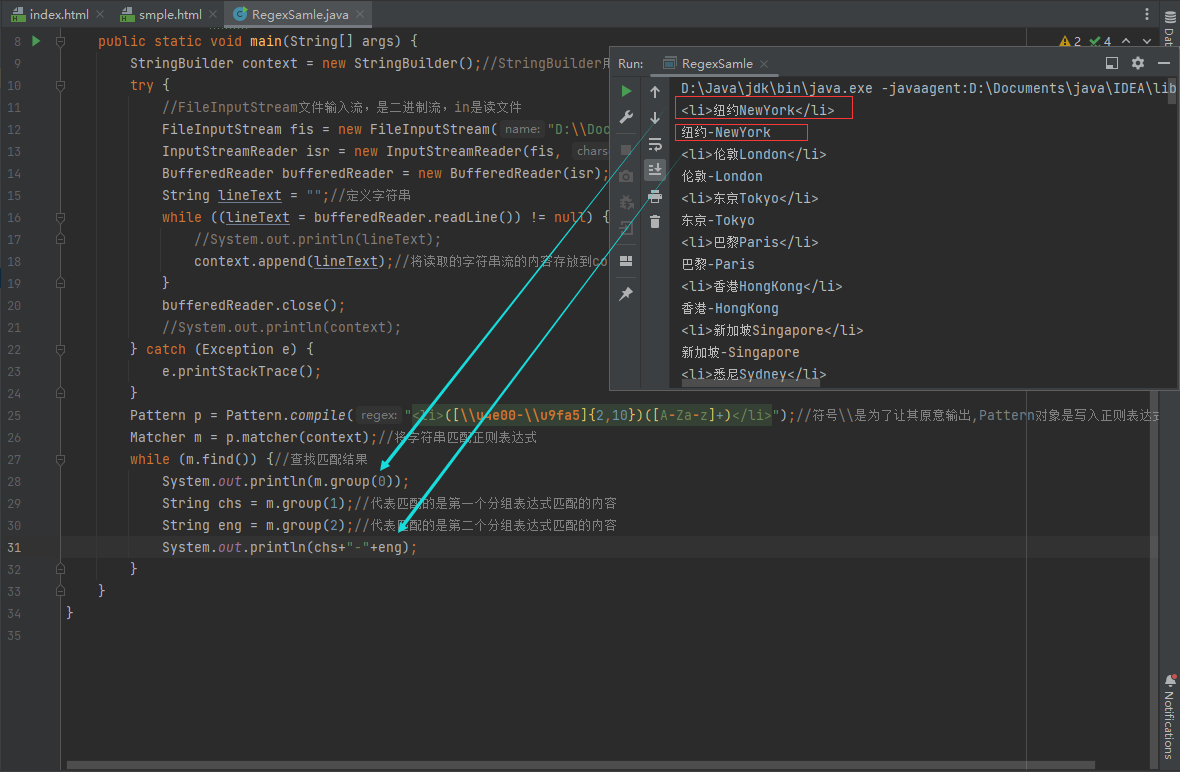 index.html
smple.html
RegexSamle.java
8 public static void main(String[] args) {
2 4
9 StringBuilder context = new StringBuilder();//StringBuilder
10 try {
11 //FileInputStream文件输入流，是二进制流，in是读文件
12 FileInputStream fis = new FileInputStream( name: "D:\\Doc
13 InputStreamReader isr = new InputStreamReader(fis, chars
14 BufferedReader bufferedReader = new BufferedReader(isr);
15 String lineText = "";//定义字符串
16 while ((lineText = bufferedReader.readLine()) != null) {
17 //System.out.println(lineText);
18 context.append(lineText);//将读取的字符串流的内容存放到co
19 }
20 bufferedReader.close();
21 //System.out.println(context);
22 } catch (Exception e) {
23 e.printStackTrace();
24 }
25 Pattern p = Pattern.compile( regex: "<li>([\\u4e00-\\u9fa5]{2,10})([A-Za-z]+)</li>");//符号\\是为了让其原意输出,Pattern对象是写入正则表达式
26 Matcher m = p.matcher(context);//将字符串匹配正则表达式
27 while (m.find()) {//查找匹配结果
28 System.out.println(m.group(0));
29 String chs = m.group(1);//代表匹配的是第一个分组表达式匹配的内容
30 String eng = m.group(2);//代表匹配的是第二个分组表达式匹配的内容
31 System.out.println(chs+"-"+eng);
32 }
33 }
34 }
35
Run: RegexSamle
D:\Java\jdk\bin\java.exe -javaagent:D:\Documents\java\IDEA\lib
<li>纽约NewYork</li>
纽约-NewYork
<li>伦敦London</li>
伦敦-London
<li>东京Tokyo</li>
东京-Tokyo
<li>巴黎Paris</li>
巴黎-Paris
<li>香港HongKong</li>
香港-HongKong
<li>新加坡Singapore</li>
新加坡-Singapore
<li>悉尼Sydney</li>
Dat
Notifications